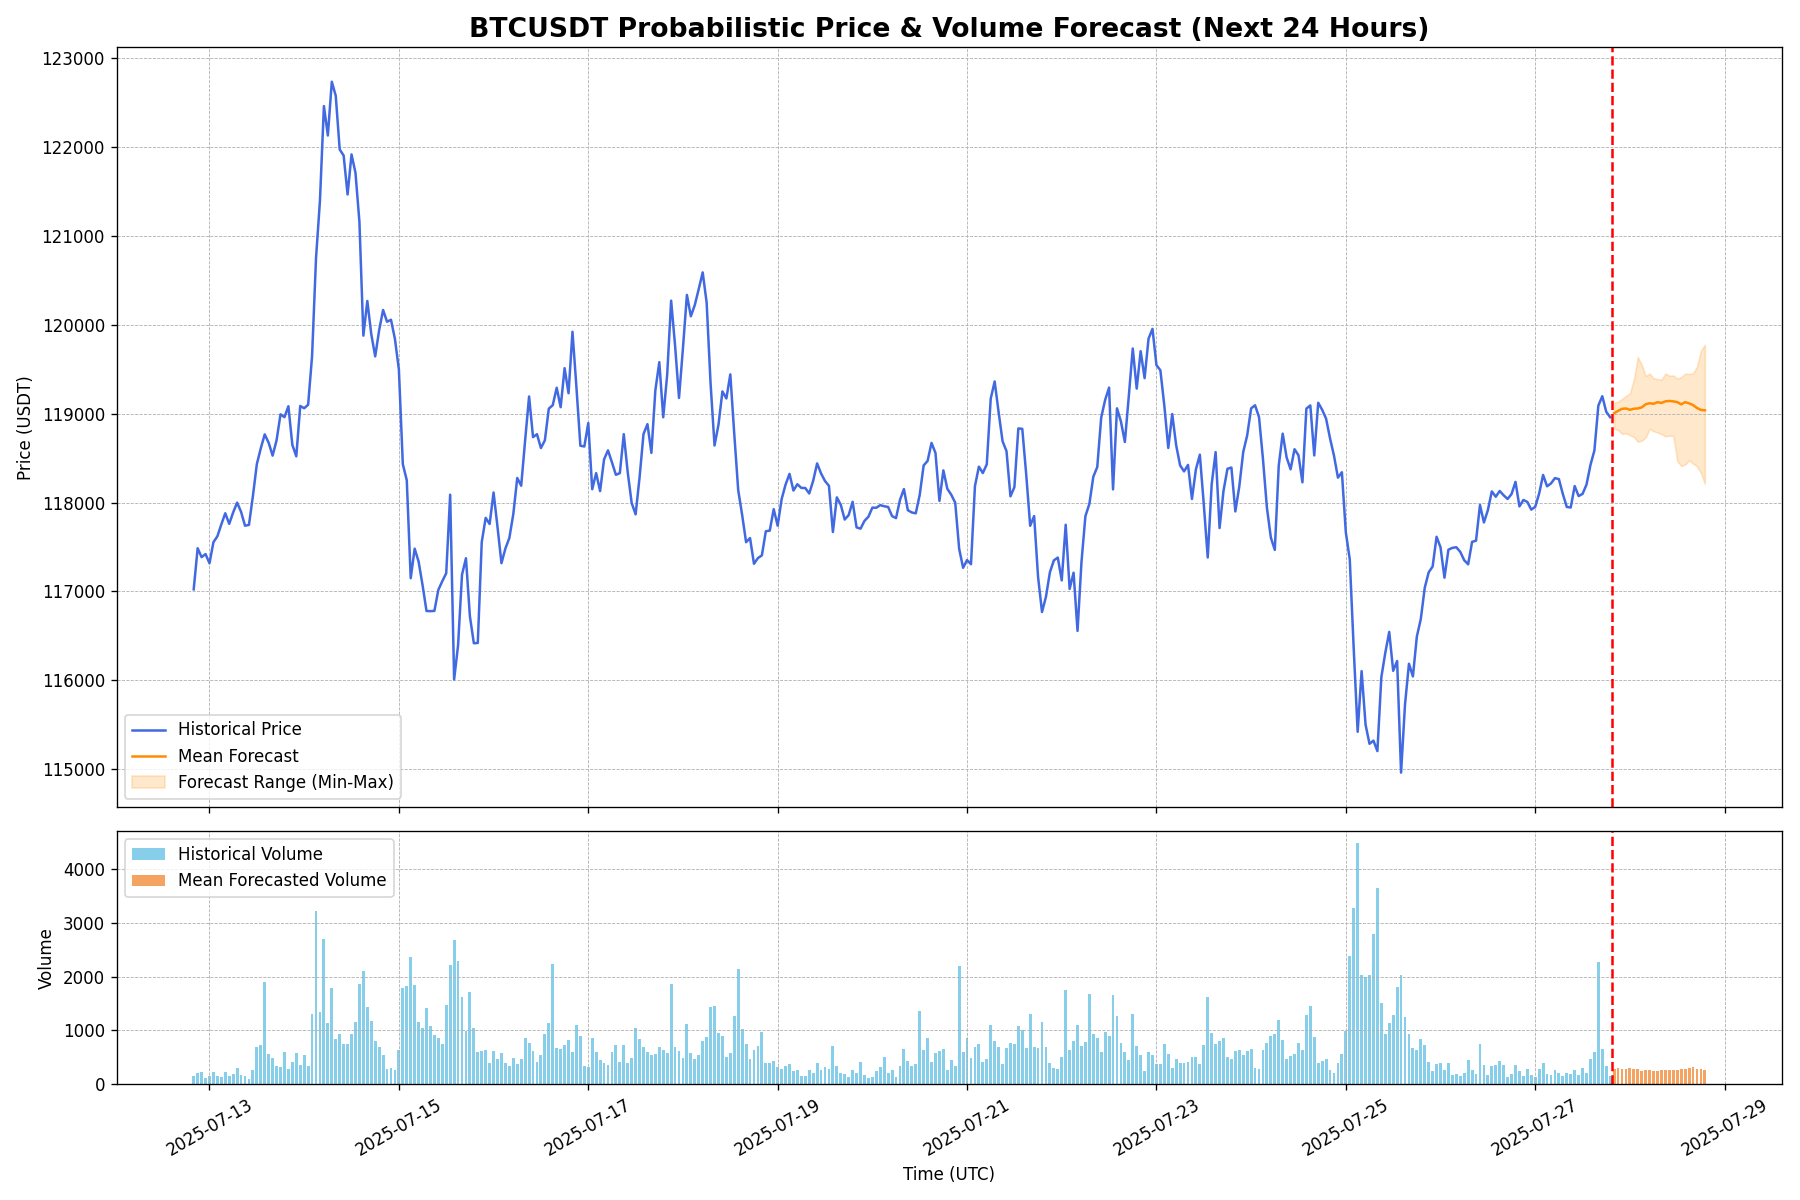 BTCUSDT Probabilistic Price & Volume Forecast (Next 24 Hours)
123000
122000
121000
120000
119000
118000
117000
116000
115000
Price (USDT)
Historical Price
Mean Forecast
Forecast Range (Min-Max)
Historical Volume
Mean Forecasted Volume
4000
3000
2000
1000
0
Volume
2025-07-13
2025-07-15
2025-07-17
2025-07-19
2025-07-21
2025-07-23
2025-07-25
2025-07-27
2025-07-29
Time (UTC)